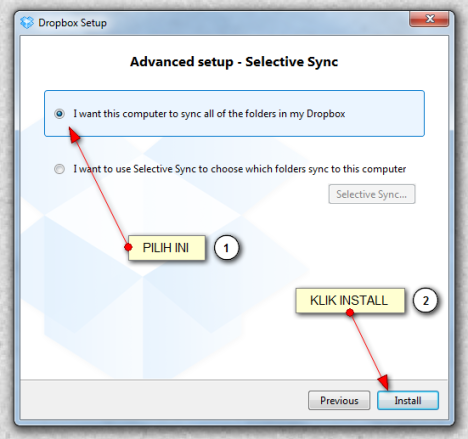 Dropbox Setup
Advanced setup - Selective Sync
I want this computer to sync all of the folders in my Dropbox
I want to use Selective Sync to choose which folders sync to this computer
Selective Sync...
PILIH INI 1
KLIK INSTALL 2
Previous Install